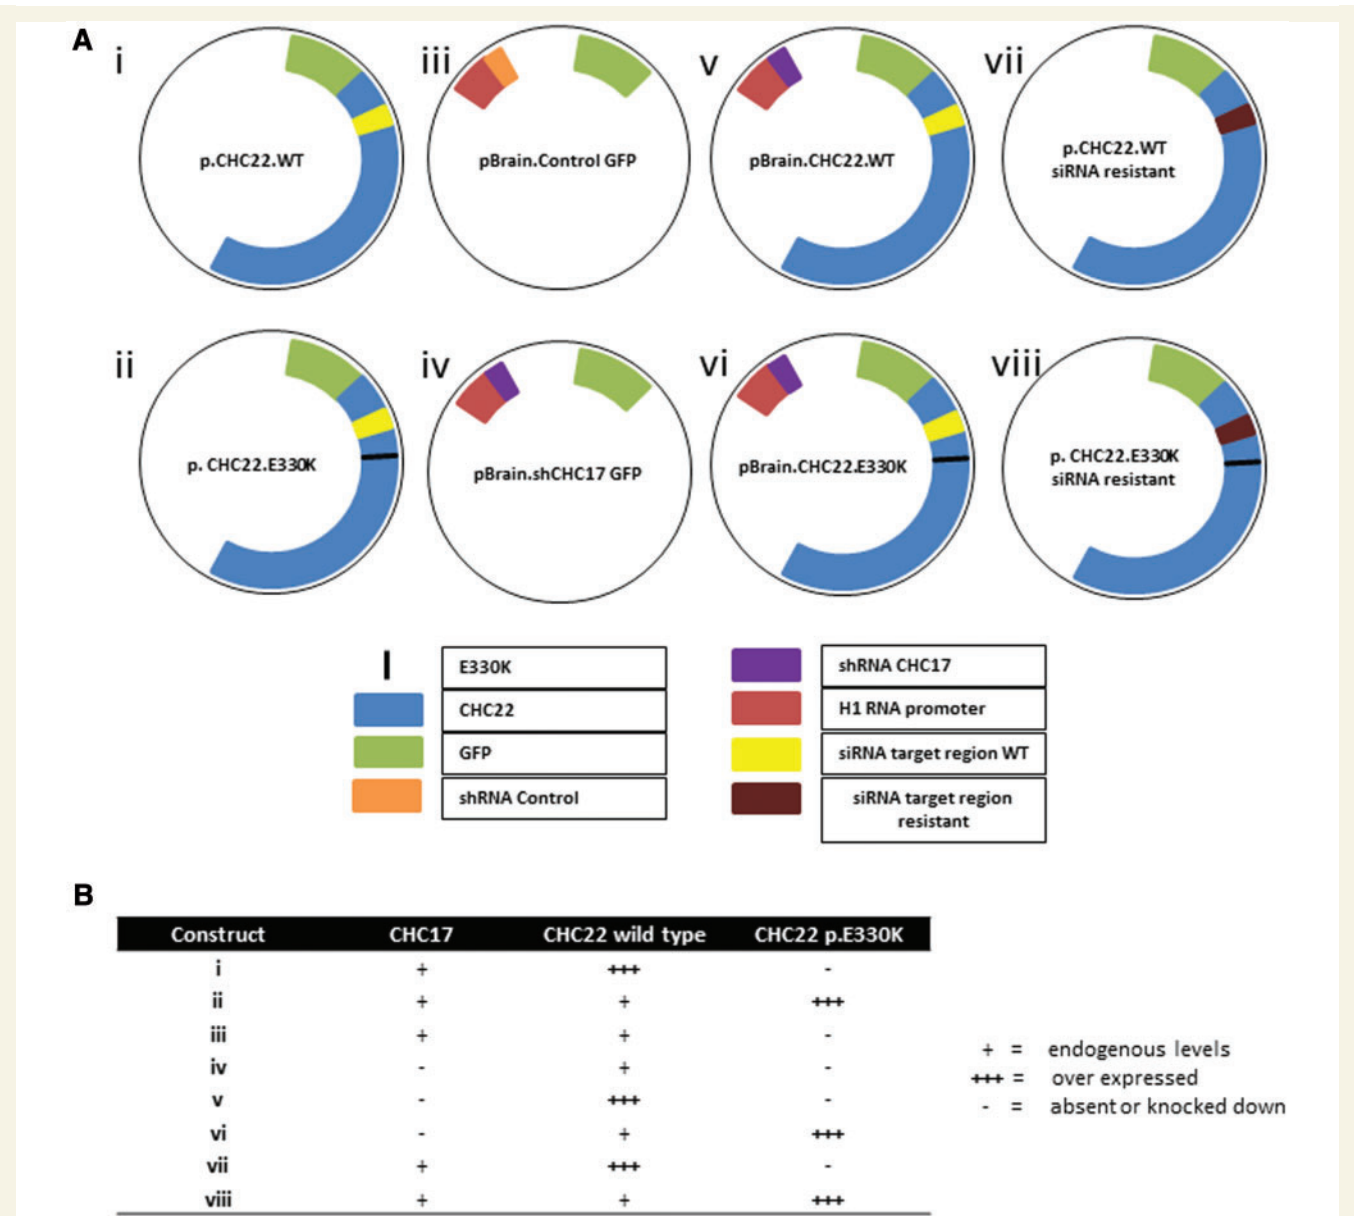 A
i
iii
v
vii
p.CHC22.WT
pBrain.Control GFP
pBrain.CHC22.WT
p.CHC22.WT
siRNA resistant
ii
iv
vi
viii
p. CHC22.E330K
pBrain.shCHC17 GFP
pBrain.CHC22.E330K
p. CHC22.E330K
siRNA resistant
E330K
shRNA CHC17
CHC22
H1 RNA promoter
GFP
siRNA target region WT
shRNA Control
siRNA target region
resistant
B
Construct CHC17 CHC22 wild type CHC22 p.E330K
i + +++ -
ii + + +++
iii + + -
iv - + -
v - +++ -
vi - + +++
vii + +++ -
viii + + +++
+ = endogenous levels
+++ = over expressed
- = absent or knocked down